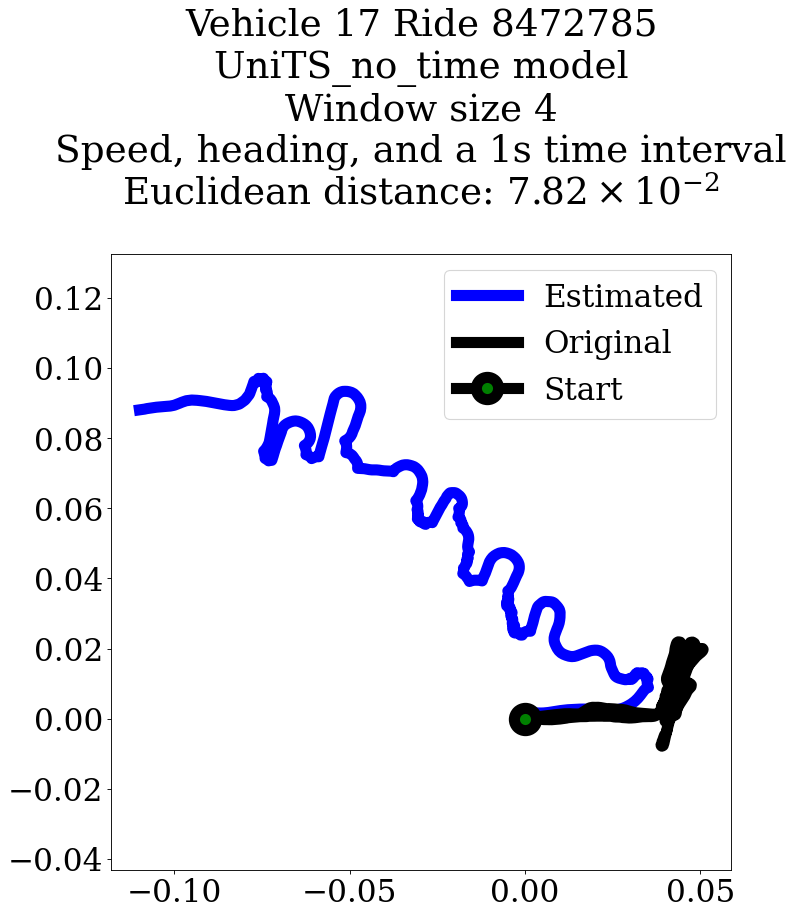 Vehicle 17 Ride 8472785
UniTS_no_time model
Window size 4
Speed, heading, and a 1s time interval
Euclidean distance: 7.82 × 10⁻²
Estimated
Original
Start
0.12
0.10
0.08
0.06
0.04
0.02
0.00
−0.02
−0.04
−0.10
−0.05
0.00
0.05